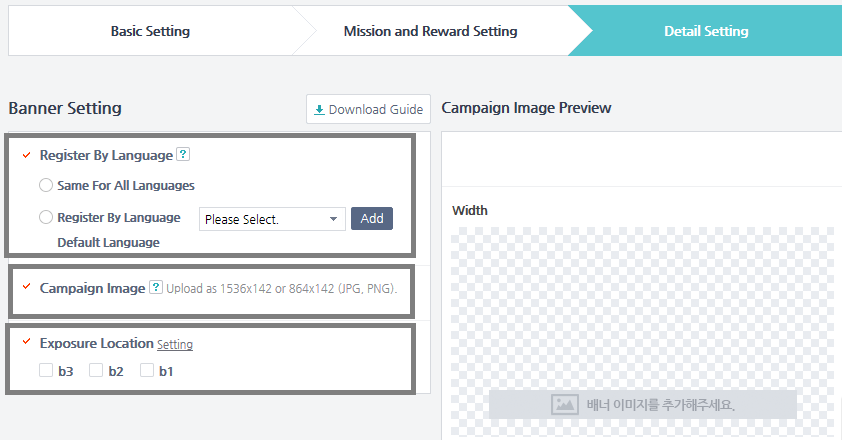 Basic Setting
Mission and Reward Setting
Detail Setting
Banner Setting
Download Guide
Register By Language ?
Same For All Languages
Register By Language
Please Select.
Add
Default Language
Campaign Image ? Upload as 1536x142 or 864x142 (JPG, PNG).
Exposure Location Setting
b3 b2 b1
Campaign Image Preview
Width
배너 이미지를 추가해주세요.